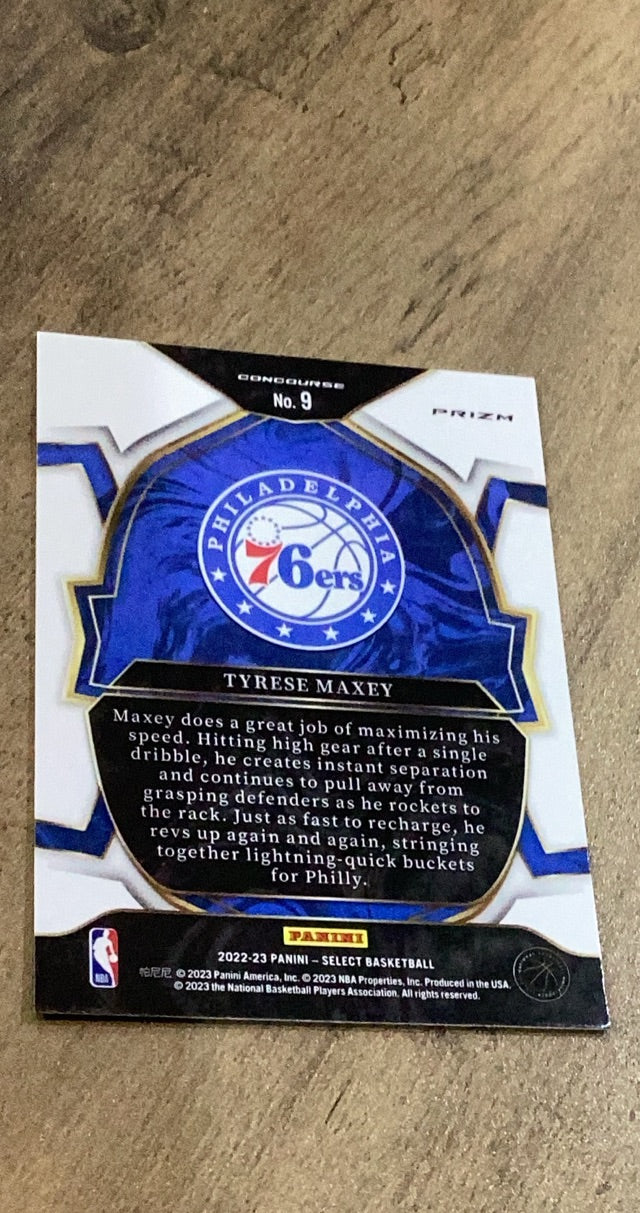 CONCOURSE
No. 9
PRIZM
PHILADELPHIA
76ers
TYRESE MAXEY
Maxey does a great job of maximizing his
speed. Hitting high gear after a single
dribble, he creates instant separation
and continues to pull away from
grasping defenders as he rockets to
the rack. Just as fast to recharge, he
revs up again and again, stringing
together lightning-quick buckets
for Philly.
PANINI
2022-23 PANINI – SELECT BASKETBALL
帕尼尼 © 2023 Panini America, Inc. © 2023 NBA Properties, Inc. Produced in the USA.
© 2023 the National Basketball Players Association. All rights reserved.
NBA